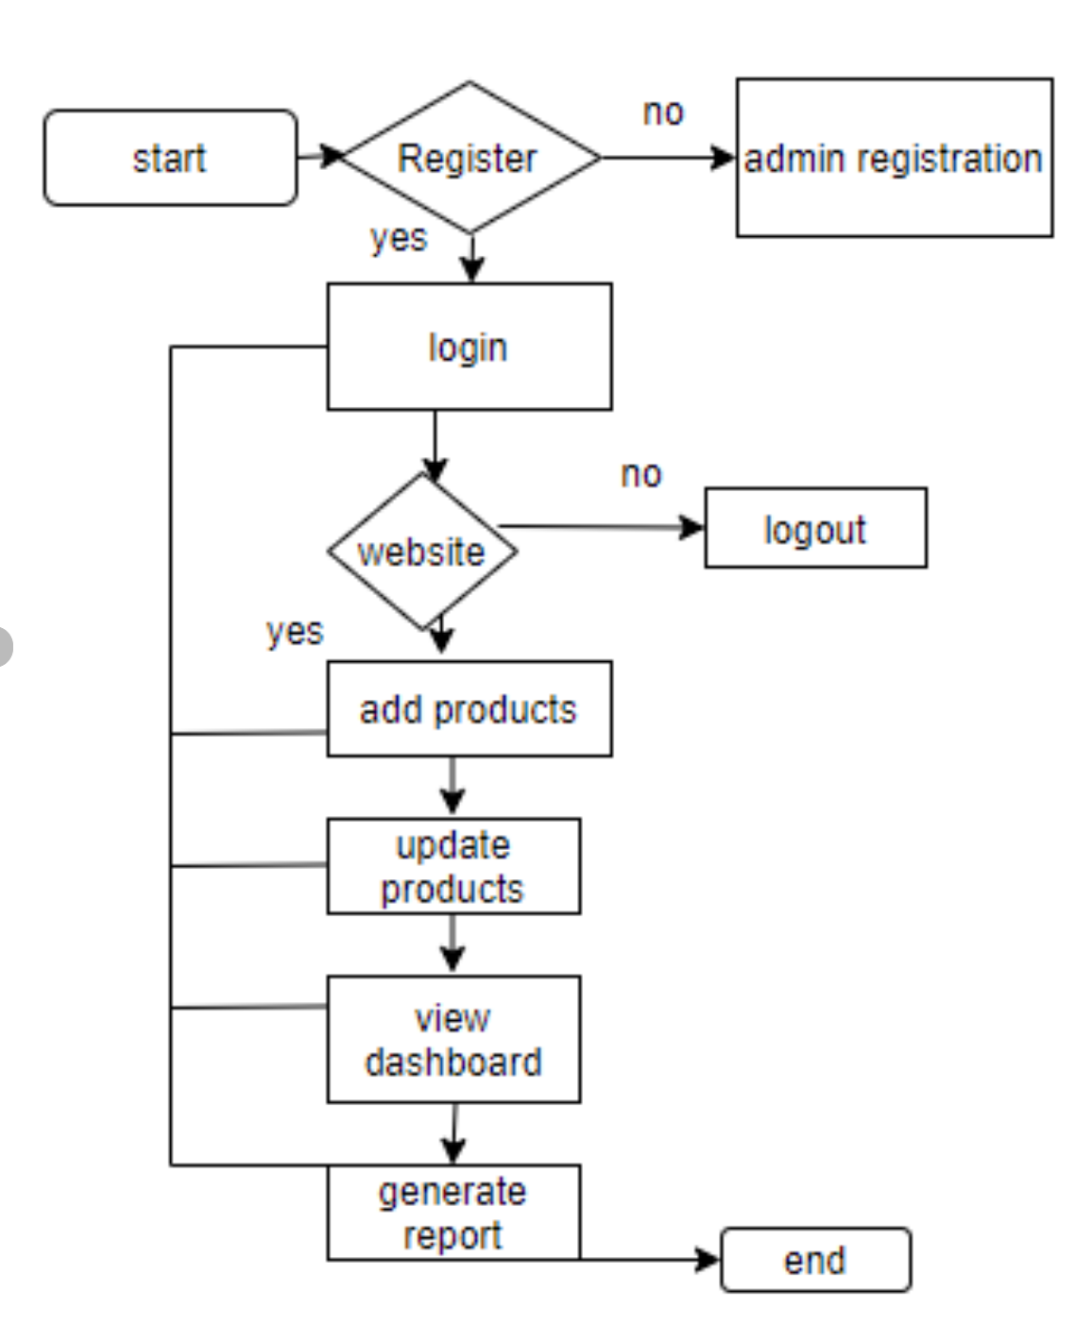 start
Register
no
admin registration
yes
login
no
website
logout
yes
add products
update
products
view
dashboard
generate
report
end